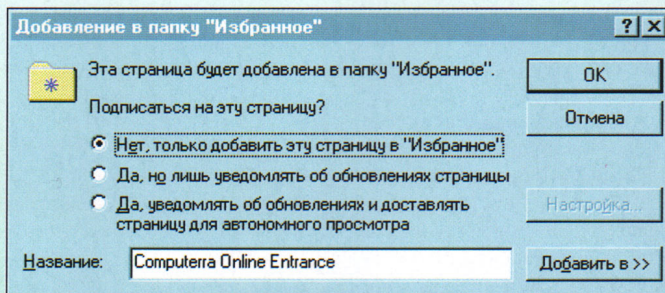 Добавление в папку "Избранное"
Эта страница будет добавлена в папку "Избранное".
OK
Подписаться на эту страницу?
Отмена
Нет, только добавить эту страницу в "Избранное"
Да, но лишь уведомлять об обновлениях страницы
Да, уведомлять об обновлениях и доставлять
страницу для автономного просмотра
Настройка...
Название:
Computerra Online Entrance
Добавить в >>